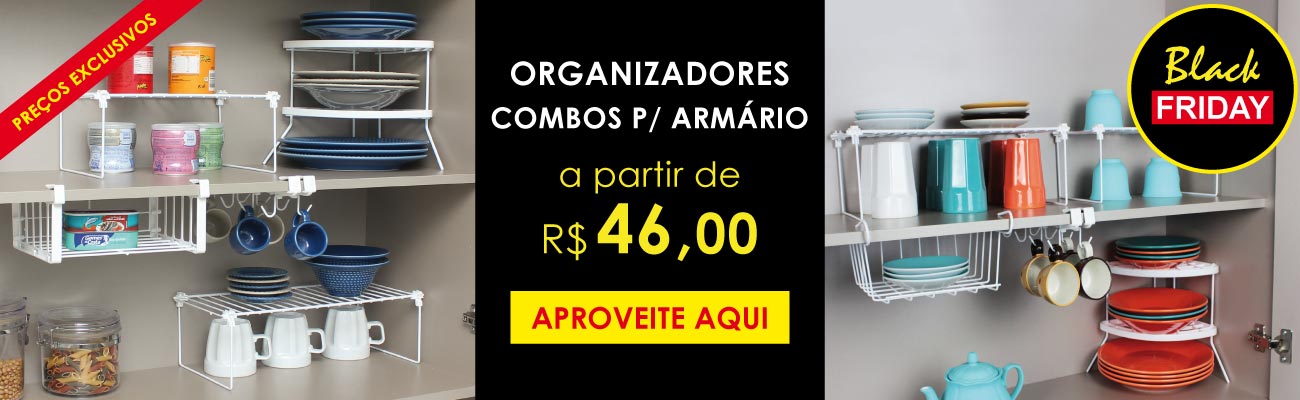 PREÇOS EXCLUSIVOS
ORGANIZADORES
COMBOS P/ ARMÁRIO
a partir de
R$ 46,00
APROVEITE AQUI
Black
FRIDAY